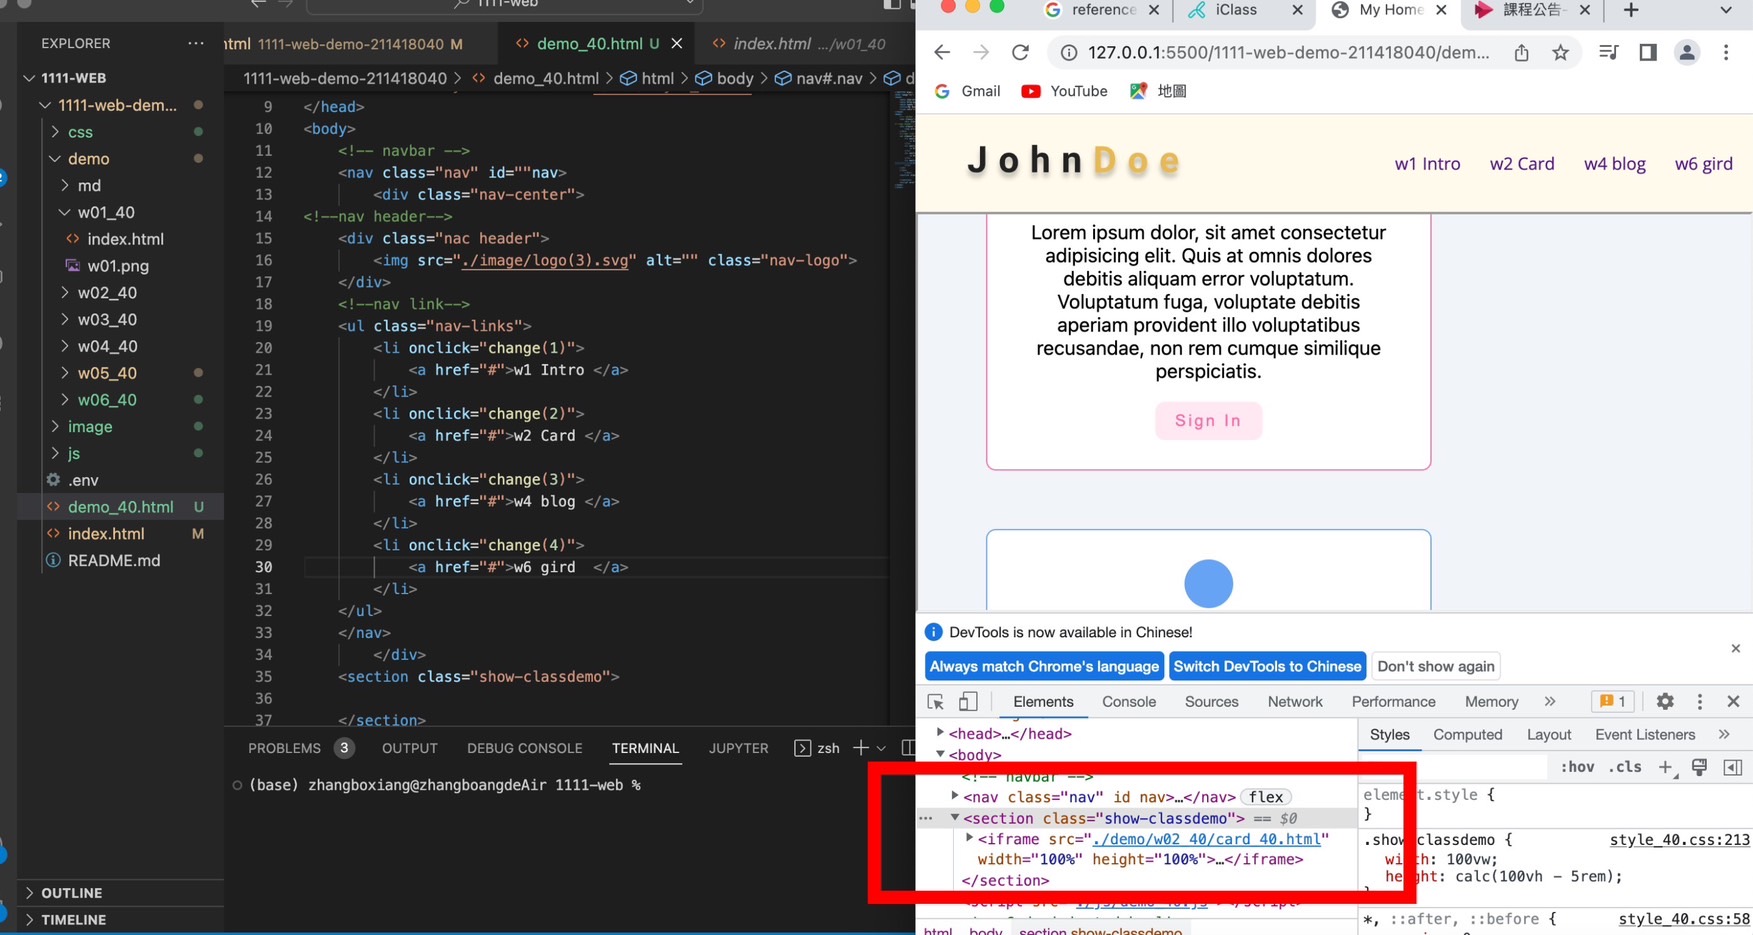 1111-web
EXPLORER
1111-WEB
1111-web-dem...
css
demo
md
w01_40
index.html
w01.png
w02_40
w03_40
w04_40
w05_40
w06_40
image
js
.env
demo_40.html U
index.html M
README.md
OUTLINE
TIMELINE
html 1111-web-demo-211418040 M
demo_40.html U
index.html .../w01_40
1111-web-demo-211418040 > demo_40.html > html > body > nav#.nav > d
9 </head>
10 <body>
11 <!-- navbar -->
12 <nav class="nav" id=""nav>
13 <div class="nav-center">
14 <!--nav header-->
15 <div class="nac header">
16 <img src="./image/logo(3).svg" alt="" class="nav-logo">
17 </div>
18 <!--nav link-->
19 <ul class="nav-links">
20 <li onclick="change(1)">
21 <a href="#">w1 Intro </a>
22 </li>
23 <li onclick="change(2)">
24 <a href="#">w2 Card </a>
25 </li>
26 <li onclick="change(3)">
27 <a href="#">w4 blog </a>
28 </li>
29 <li onclick="change(4)">
30 <a href="#">w6 gird  </a>
31 </li>
32 </ul>
33 </nav>
34 </div>
35 <section class="show-classdemo">
36
37 </section>
PROBLEMS 3 OUTPUT DEBUG CONSOLE TERMINAL JUPYTER zsh
(base) zhangboxiang@zhangboangdeAir 1111-web %
reference
iClass
My Home
課程公告-
127.0.0.1:5500/1111-web-demo-211418040/dem...
Gmail YouTube 地圖
JohnDoe
w1 Intro w2 Card w4 blog w6 gird
Lorem ipsum dolor, sit amet consectetur
adipisicing elit. Quis at omnis dolores
debitis aliquam error voluptatum.
Voluptatum fuga, voluptate debitis
aperiam provident illo voluptatibus
recusandae, non rem cumque similique
perspiciatis.
Sign In
DevTools is now available in Chinese!
Always match Chrome's language Switch DevTools to Chinese Don't show again
Elements Console Sources Network Performance Memory 1
<head>…</head>
<body>
<!-- navbar -->
<nav class="nav" id nav>…</nav> flex
<section class="show-classdemo"> == $0
<iframe src="./demo/w02_40/card_40.html"
width="100%" height="100%">…</iframe>
</section>
html body section.show-classdemo
Styles Computed Layout Event Listeners
:hov .cls
element.style {
}
.show-classdemo { style_40.css:213
width: 100vw;
height: calc(100vh - 5rem);
}
*, ::after, ::before { style_40.css:58